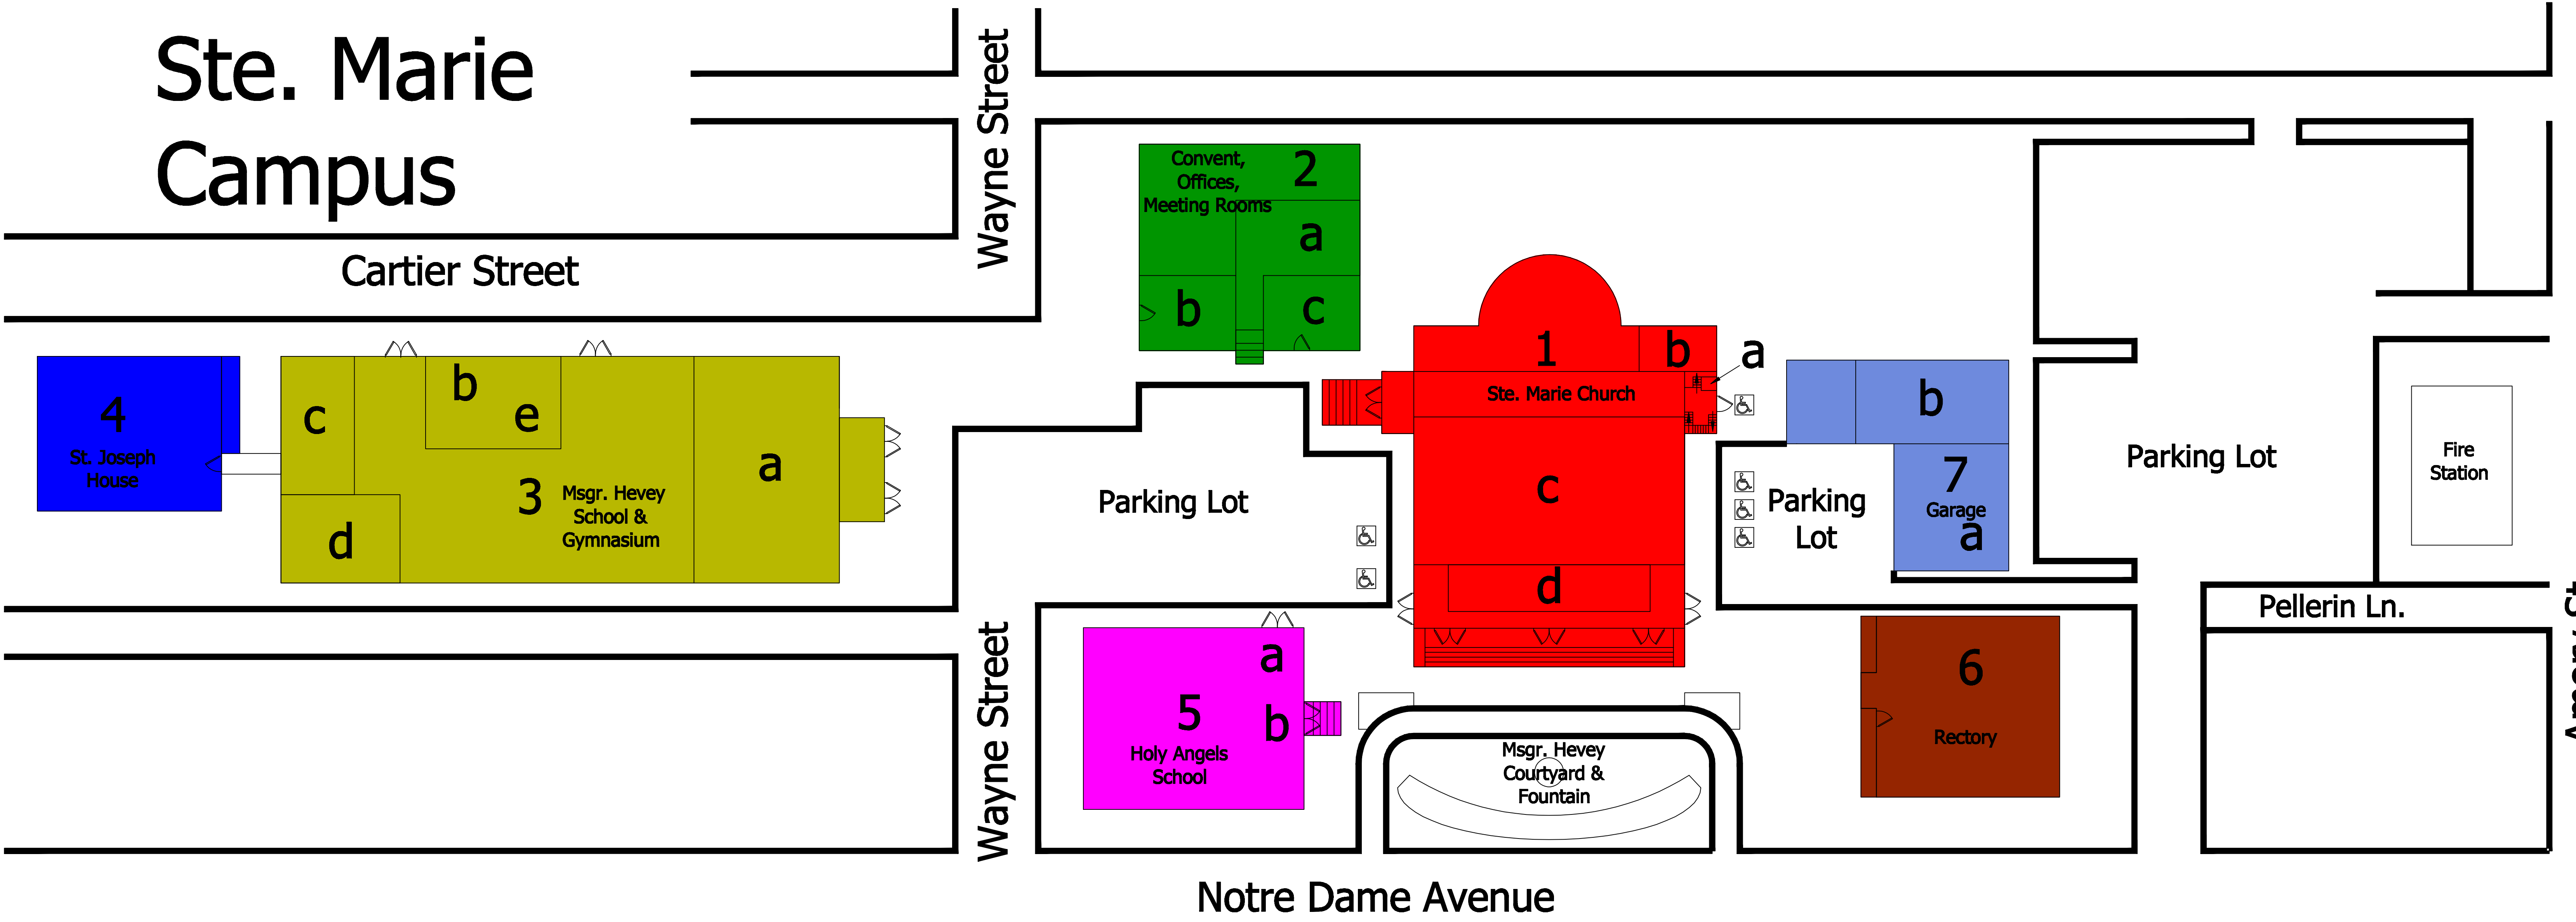 Ste. Marie
Campus
Wayne Street
Cartier Street
Convent,
Offices,
Meeting Rooms
2
a
b
c
1
b
a
Ste. Marie Church
c
d
4
St. Joseph
House
c
b
e
a
3
Msgr. Hevey
School &
Gymnasium
d
Parking Lot
Parking
Lot
b
7
Garage
a
Parking Lot
Fire
Station
Pellerin Ln.
Wayne Street
a
5
b
Holy Angels
School
Msgr. Hevey
Courtyard &
Fountain
6
Rectory
Notre Dame Avenue